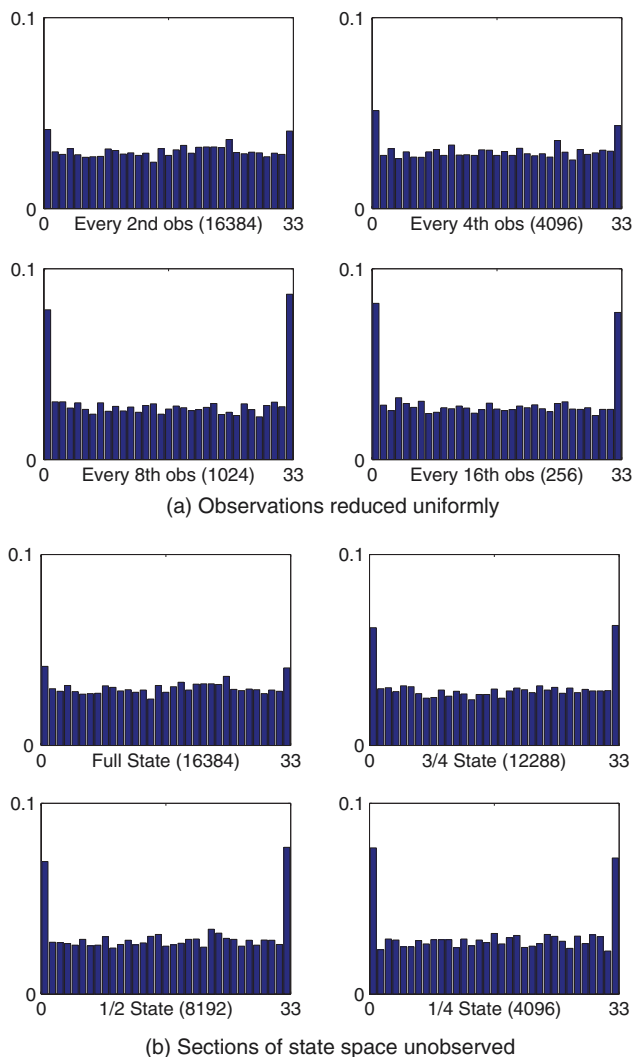 0.1 0.1
0 0
0 Every 2nd obs (16384) 33 0 Every 4th obs (4096) 33
0.1 0.1
0 0
0 Every 8th obs (1024) 33 0 Every 16th obs (256) 33
(a) Observations reduced uniformly
0.1 0.1
0 0
0 Full State (16384) 33 0 3/4 State (12288) 33
0.1 0.1
0 0
0 1/2 State (8192) 33 0 1/4 State (4096) 33
(b) Sections of state space unobserved